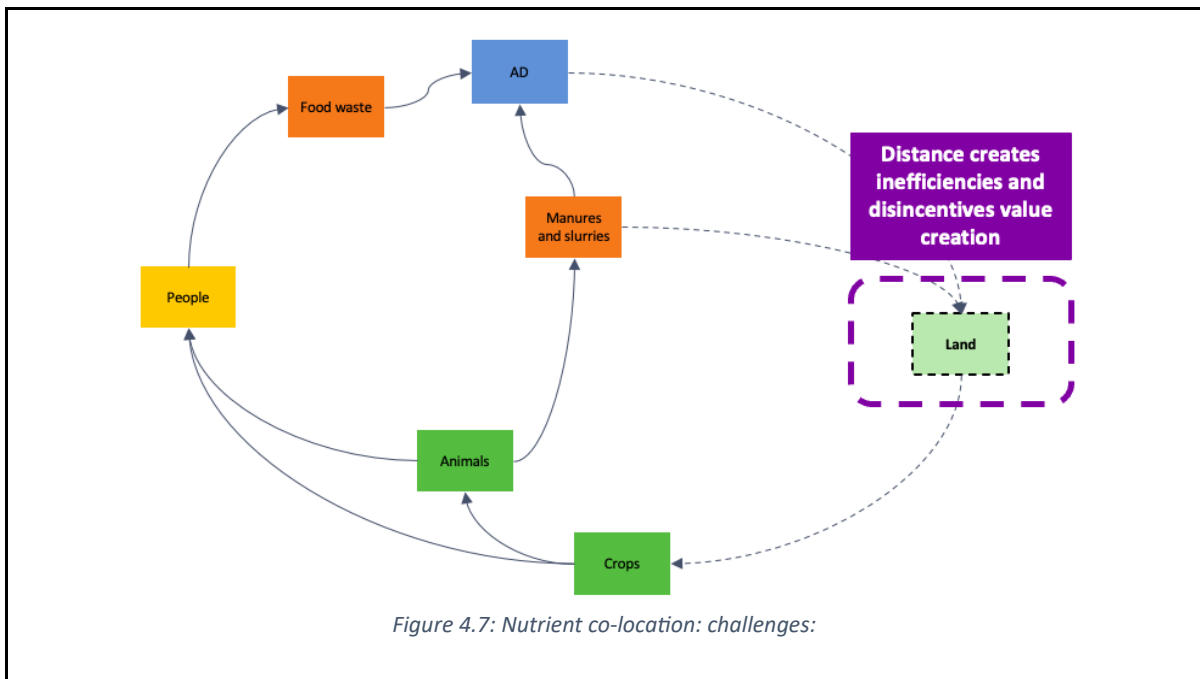 AD
Food waste
Distance creates
inefficiencies and
disincentives value
creation
Manures
and slurries
People
Land
Animals
Crops
Figure 4.7: Nutrient co-location: challenges: